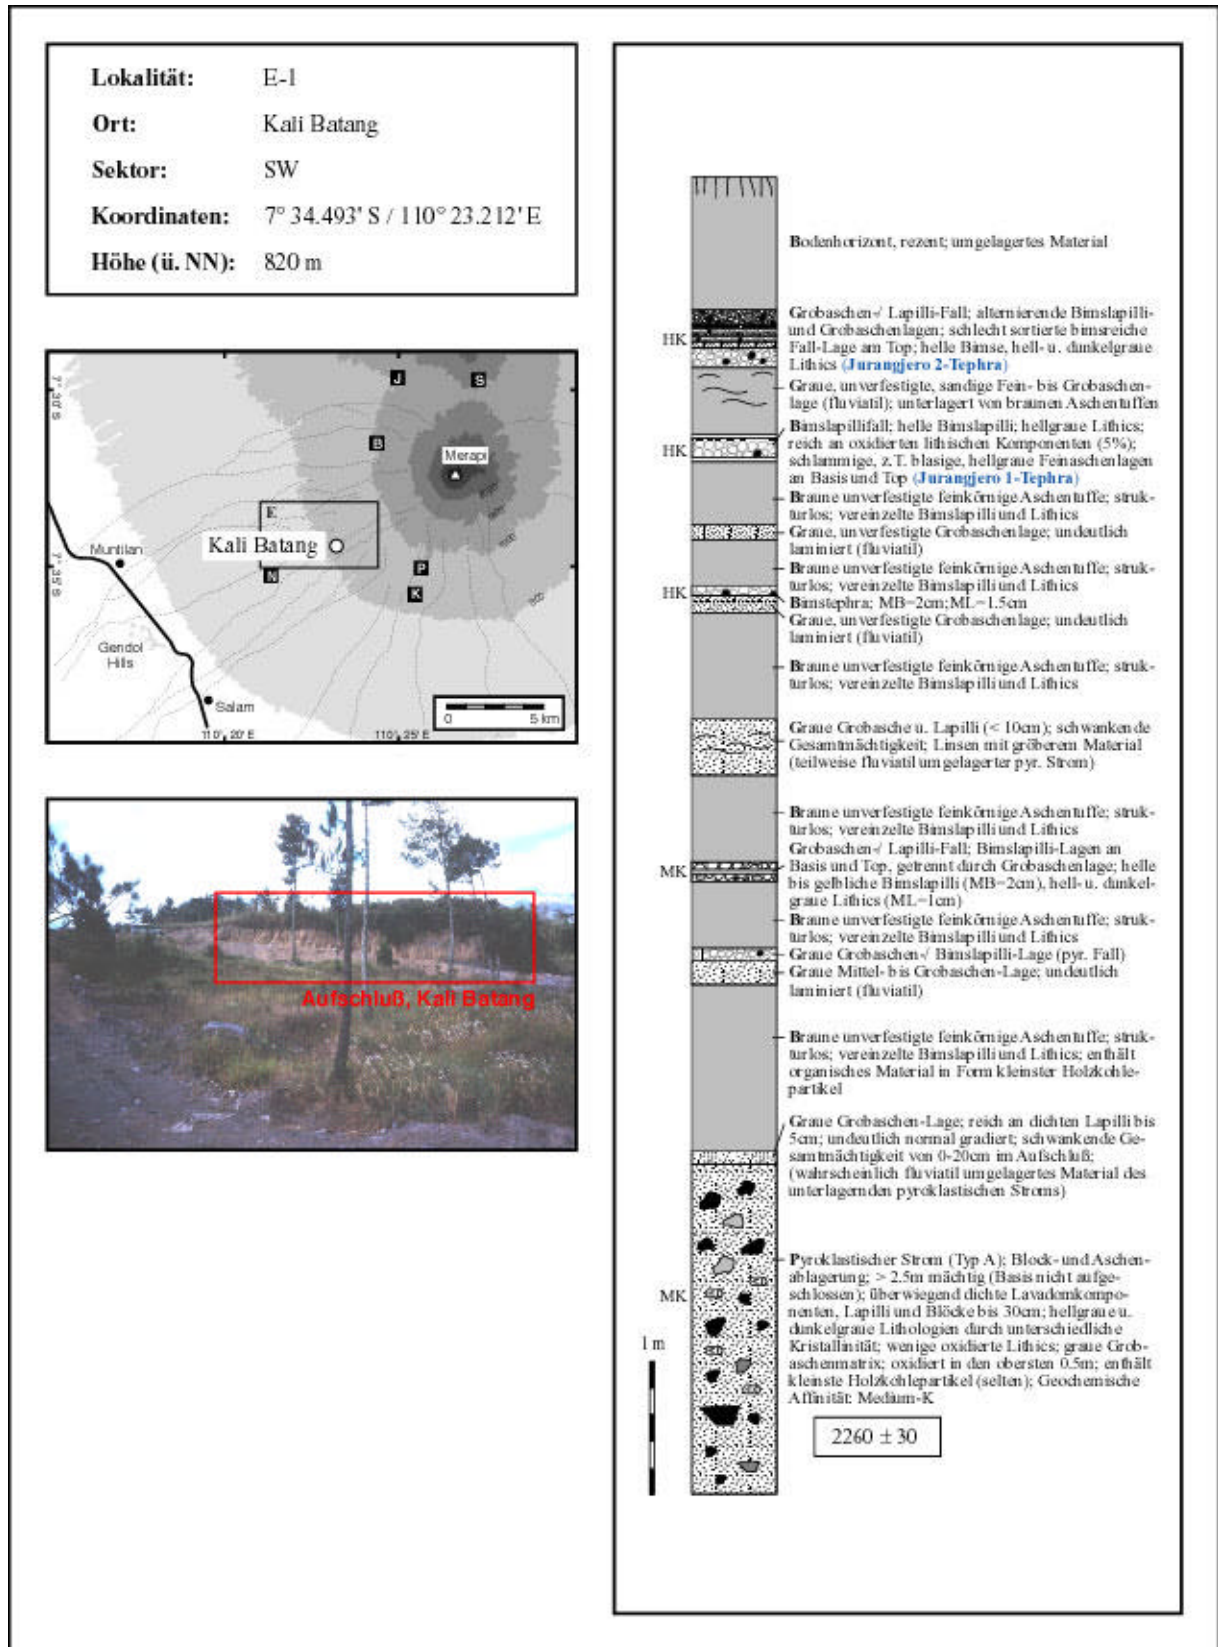 Lokalität: E-1
Ort: Kali Batang
Sektor: SW
Koordinaten: 7° 34.493' S / 110° 23.212' E
Höhe (ü. NN): 820 m
J
S
7° 30' S
B
Merapi
E
Kali Batang
Muntilan
7° 35' S
N
P
K
Gendol
Hills
Salam
0 5 km
110° 20' E 110° 25' E
Aufschluß, Kali Batang
Bodenhorizont, rezent; umgelagertes Material
HK
Grobaschen-/ Lapilli-Fall; alternierende Bimslapilli-
und Grobaschenlagen; schlecht sortierte bimsreiche
Fall-Lage am Top; helle Bimse, hell- u. dunkelgraue
Lithics (Jurangjero 2-Tephra)
Graue, unverfestigte, sandige Fein- bis Grobaschen-
lage (fluviatil); unterlagert von braunen Aschentuffen
HK
Bimslapillifall; helle Bimslapilli; hellgraue Lithics;
reich an oxidierten lithischen Komponenten (5%);
schlammige, z.T. blasige, hellgraue Feinaschenlagen
an Basis und Top (Jurangjero 1-Tephra)
Braune unverfestigte feinkörnige Aschentuffe; struk-
turlos; vereinzelte Bimslapilli und Lithics
Graue, unverfestigte Grobaschenlage; undeutlich
laminiert (fluviatil)
Braune unverfestigte feinkörnige Aschentuffe; struk-
turlos; vereinzelte Bimslapilli und Lithics
HK
Bimstephra; MB=2cm; ML=1.5cm
Graue, unverfestigte Grobaschenlage; undeutlich
laminiert (fluviatil)
Braune unverfestigte feinkörnige Aschentuffe; struk-
turlos; vereinzelte Bimslapilli und Lithics
Graue Grobasche u. Lapilli (< 10cm); schwankende
Gesamtmächtigkeit; Linsen mit gröberem Material
(teilweise fluviatil umgelagerter pyr. Strom)
Braune unverfestigte feinkörnige Aschentuffe; struk-
turlos; vereinzelte Bimslapilli und Lithics
MK
Grobaschen-/ Lapilli-Fall; Bimslapilli-Lagen an
Basis und Top, getrennt durch Grobaschenlage; helle
bis gelbliche Bimslapilli (MB=2cm), hell- u. dunkel-
graue Lithics (ML=1cm)
Braune unverfestigte feinkörnige Aschentuffe; struk-
turlos; vereinzelte Bimslapilli und Lithics
Graue Grobaschen-/ Bimslapilli-Lage (pyr. Fall)
Graue Mittel- bis Grobaschen-Lage; undeutlich
laminiert (fluviatil)
Braune unverfestigte feinkörnige Aschentuffe; struk-
turlos; vereinzelte Bimslapilli und Lithics; enthält
organisches Material in Form kleinster Holzkohle-
partikel
Graue Grobaschen-Lage; reich an dichten Lapilli bis
5cm; undeutlich normal gradiert; schwankende Ge-
samtmächtigkeit von 0-20cm im Aufschluß;
(wahrscheinlich fluviatil umgelagertes Material des
unterlagernden pyroklastischen Stroms)
MK
Pyroklastischer Strom (Typ A); Block- und Aschen-
ablagerung; > 2.5m mächtig (Basis nicht aufge-
schlossen); überwiegend dichte Lavadomkompo-
nenten, Lapilli und Blöcke bis 30cm; hellgraue u.
dunkelgraue Lithologien durch unterschiedliche
Kristallinität; wenige oxidierte Lithics; graue Grob-
aschenmatrix; oxidiert in den obersten 0.5m; enthält
kleinste Holzkohlepartikel (selten); Geochemische
Affinität: Medium-K
1 m
2260 ± 30